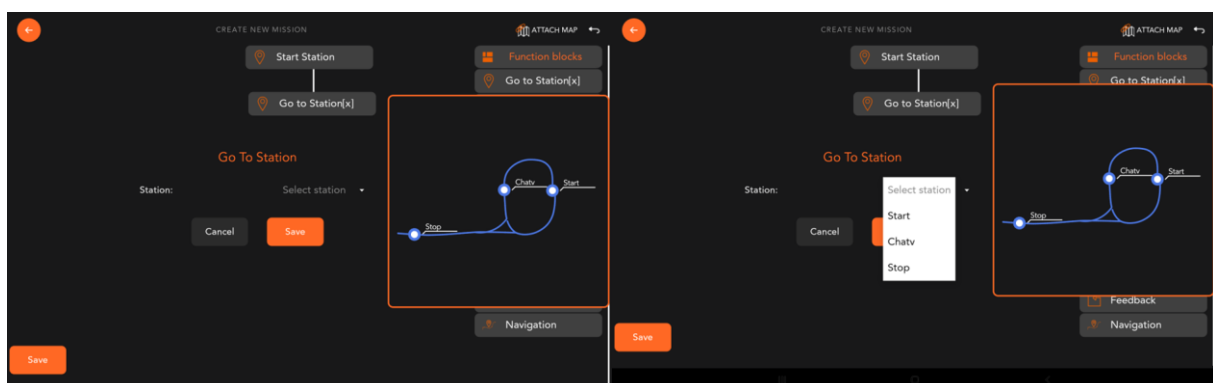 CREATE NEW MISSION
ATTACH MAP
Start Station
Function blocks
Go to Station[x]
Go to Station[x]
Go To Station
Station:
Select station
Cancel
Save
Chatv
Start
Stop
Navigation
Save
CREATE NEW MISSION
ATTACH MAP
Start Station
Function blocks
Go to Station[x]
Go to Station[x]
Go To Station
Station:
Select station
Start
Chatv
Stop
Cancel
Chatv
Start
Stop
Feedback
Navigation
Save